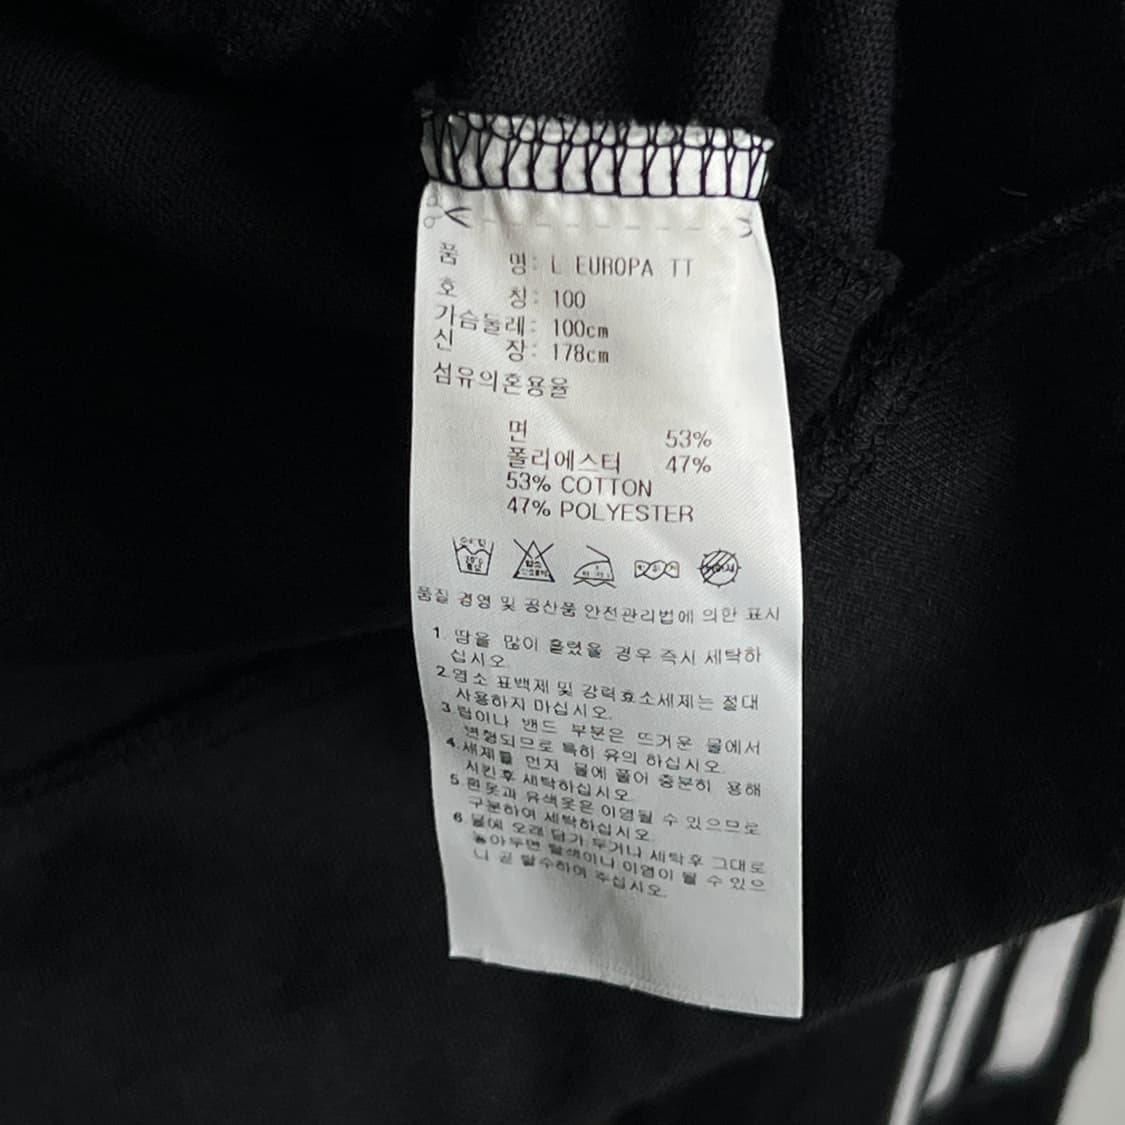 품 명: L EUROPA TT
호 칭: 100
가슴둘레: 100cm
신 장: 178cm
섬유의혼용율
면 53%
폴리에스터 47%
53% COTTON
47% POLYESTER
품질 경영 및 공산품 안전관리법에 의한 표시
1. 땀을 많이 흘렸을 경우 즉시 세탁하
십시오.
2. 염소 표백제 및 강력효소세제는 절대
사용하지 마십시오.
3. 립이나 밴드 부분은 뜨거운 물에서
변형되므로 특히 유의 하십시오.
4. 세제를 먼저 물에 풀어 충분히 용해
시킨후 세탁하십시오.
5. 흰옷과 유색옷은 이염될 수 있으므로
구분하여 세탁하십시오.
6. 물에 오래 담가 두거나 세탁후 그대로
놓아두면 탈색이나 이염이 될 수 있으
니 곧 탈수하여 주십시오.